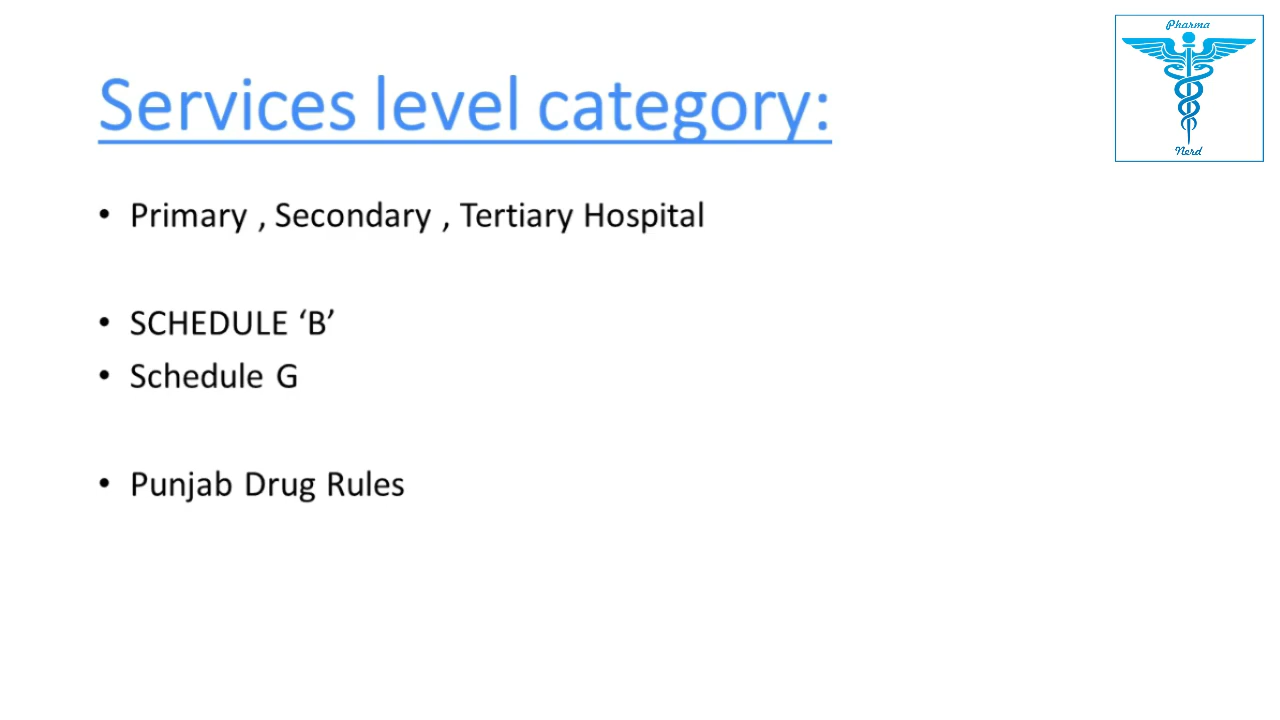 Pharma
Nerd
Services level category:
• Primary , Secondary , Tertiary Hospital
• SCHEDULE ‘B’
• Schedule G
• Punjab Drug Rules